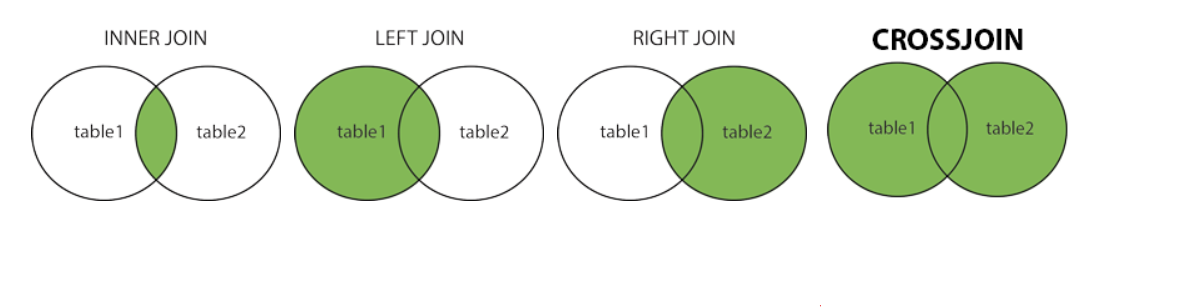 INNER JOIN
LEFT JOIN
RIGHT JOIN
CROSSJOIN
table1
table2
table1
table2
table1
table2
table1
table2